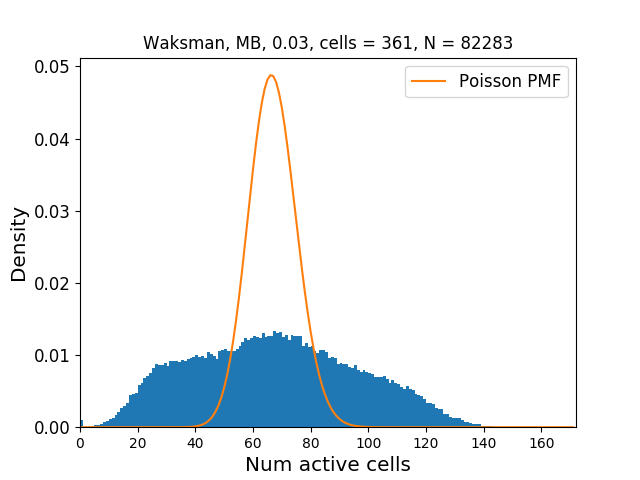 Waksman, MB, 0.03, cells = 361, N = 82283
Poisson PMF
0.05
0.04
0.03
0.02
0.01
0.00
Density
0 20 40 60 80 100 120 140 160
Num active cells